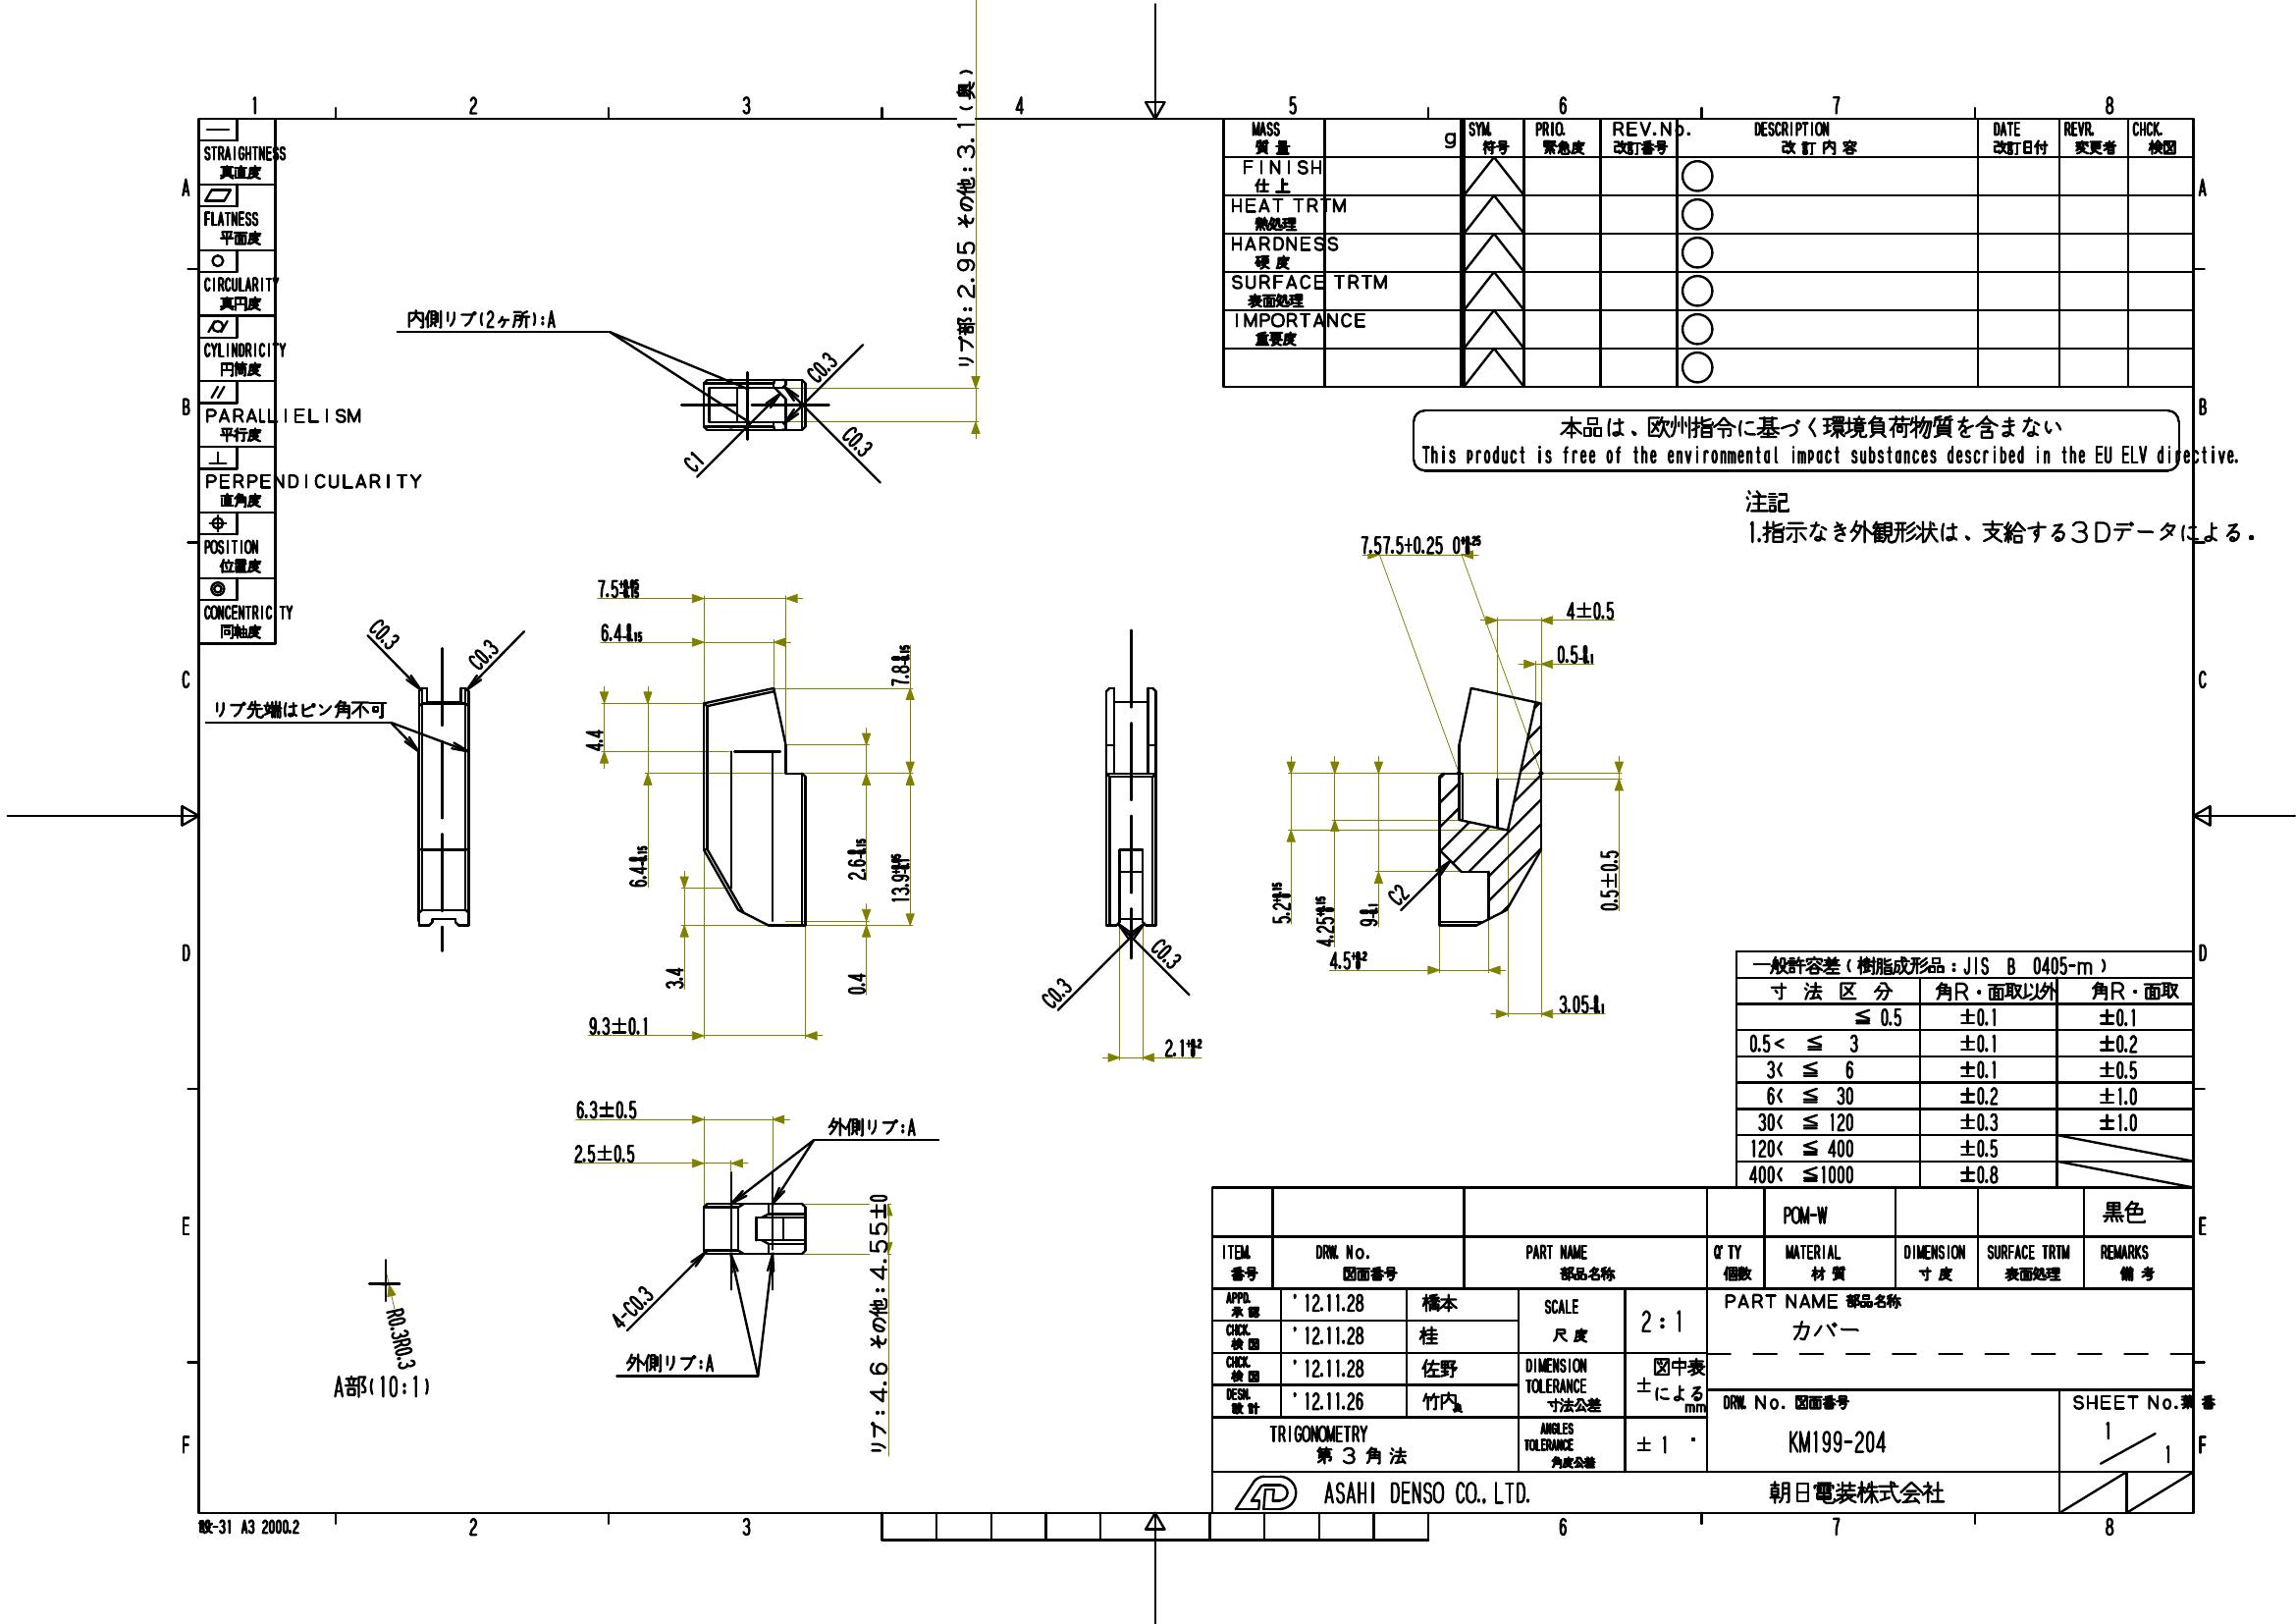 1 2 3 4 5 6 7 8
A
B
C
D
E
F
STRAIGHTNESS
真直度
FLATNESS
平面度
CIRCULARITY
真円度
CYLINDRICITY
円筒度
PARALLIELISM
平行度
PERPENDICULARITY
直角度
POSITION
位置度
CONCENTRICITY
同軸度
MASS
質量
g
SYM.
符号
PRIO.
緊急度
REV.No.
改訂番号
DESCRIPTION
改訂内容
DATE
改訂日付
REVR.
変更者
CHCK.
検図
FINISH
仕上
HEAT TRTM
熱処理
HARDNESS
硬度
SURFACE TRTM
表面処理
IMPORTANCE
重要度
A
B
C
D
E
F
本品は、欧州指令に基づく環境負荷物質を含まない
This product is free of the environmental impact substances described in the EU ELV directive.
注記
1.指示なき外観形状は、支給する3Dデータによる.
リブ部:2.95 その他:3.1(奥)
内側リブ(2ヶ所):A
C0.3
C0.3
C1
C0.3
C0.3
リブ先端はピン角不可
7.5
6.4
4.4
6.4
3.4
9.3±0.1
7.8
2.6
13.9
0.4
C0.3
C0.3
2.1
7.57.5+0.25
4±0.5
0.5
5.2
4.25
9
C2
4.5
0.5±0.5
3.05
6.3±0.5
2.5±0.5
外側リブ:A
リブ:4.6 その他:4.55±0
4-C0.3
外側リブ:A
R0.3R0.3
A部(10:1)
一般許容差(樹脂成形品:JIS B 0405-m)
寸法区分 角R・面取以外 角R・面取
≦ 0.5 ±0.1 ±0.1
0.5< ≦ 3 ±0.1 ±0.2
3< ≦ 6 ±0.1 ±0.5
6< ≦ 30 ±0.2 ±1.0
30< ≦ 120 ±0.3 ±1.0
120< ≦ 400 ±0.5
400< ≦1000 ±0.8
POM-W 黒色
ITEM. DRW. No. PART NAME Q'TY MATERIAL DIMENSION SURFACE TRTM REMARKS
番号 図面番号 部品名称 個数 材質 寸度 表面処理 備考
APPD.
承認
'12.11.28 橋本
CHCK.
検図
'12.11.28 桂
CHCK.
検図
'12.11.28 佐野
DESN.
設計
'12.11.26 竹内
SCALE
尺度
2:1
DIMENSION
TOLERANCE
寸法公差
± 図中表
による
mm
ANGLES
TOLERANCE
角度公差
±1°
TRIGONOMETRY
第3角法
PART NAME 部品名称
カバー
DRW. No. 図面番号
KM199-204
SHEET No.葉番
1/1
ASAHI DENSO CO.,LTD. 朝日電装株式会社
設-31 A3 2000.2
2 3 6 7 8